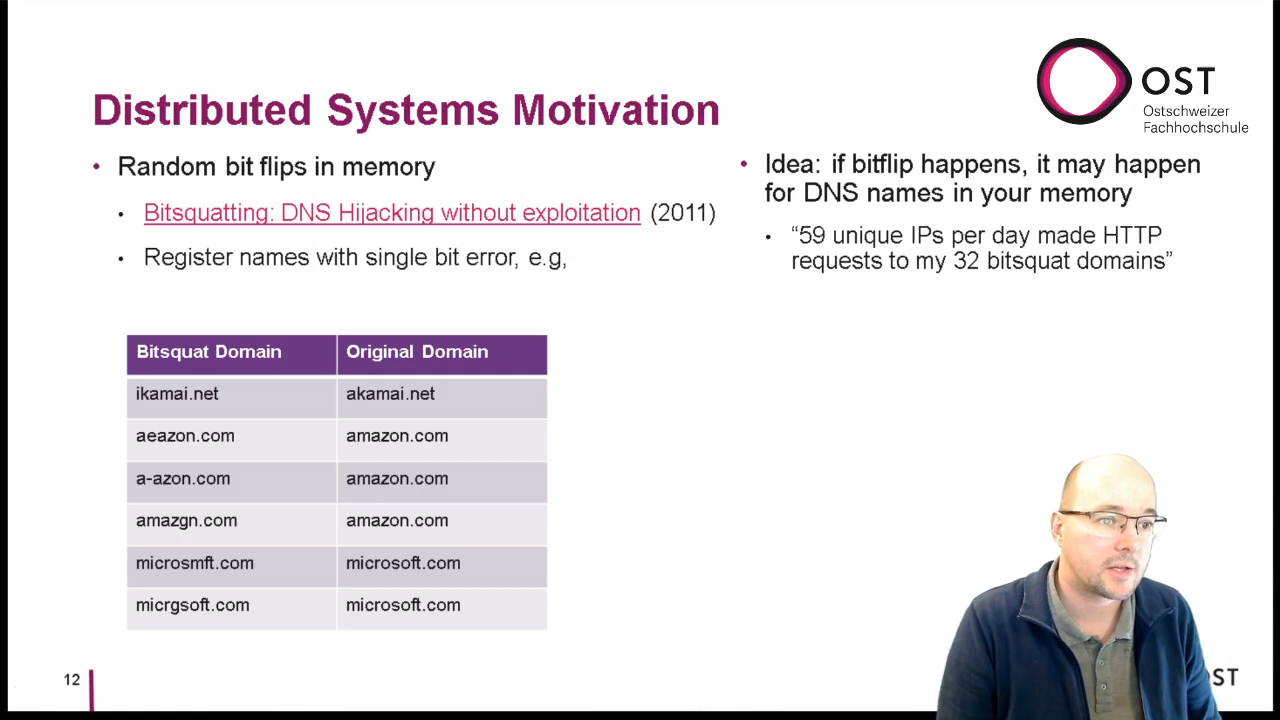 OST
Ostschweizer
Fachhochschule
Distributed Systems Motivation
• Random bit flips in memory
• Bitsquatting: DNS Hijacking without exploitation (2011)
• Register names with single bit error, e.g,
• Idea: if bitflip happens, it may happen
for DNS names in your memory
• “59 unique IPs per day made HTTP
requests to my 32 bitsquat domains”
Bitsquat Domain Original Domain
ikamai.net akamai.net
aeazon.com amazon.com
a-azon.com amazon.com
amazgn.com amazon.com
microsmft.com microsoft.com
micrgsoft.com microsoft.com
12
ST